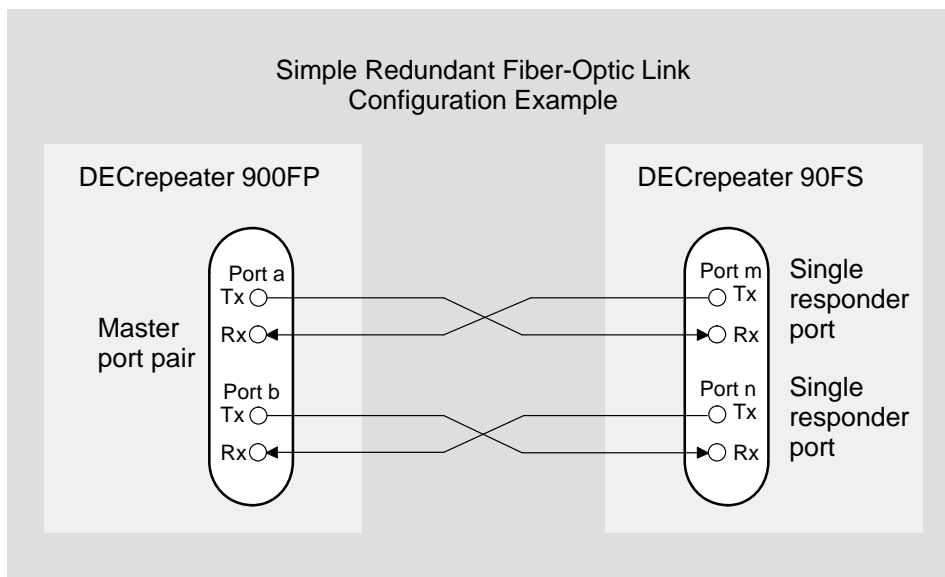 Simple Redundant Fiber-Optic Link
Configuration Example
DECrepeater 900FP
DECrepeater 90FS
Master
port pair
Port a
Tx
Rx
Port b
Tx
Rx
Port m
Tx
Rx
Port n
Tx
Rx
Single
responder
port
Single
responder
port